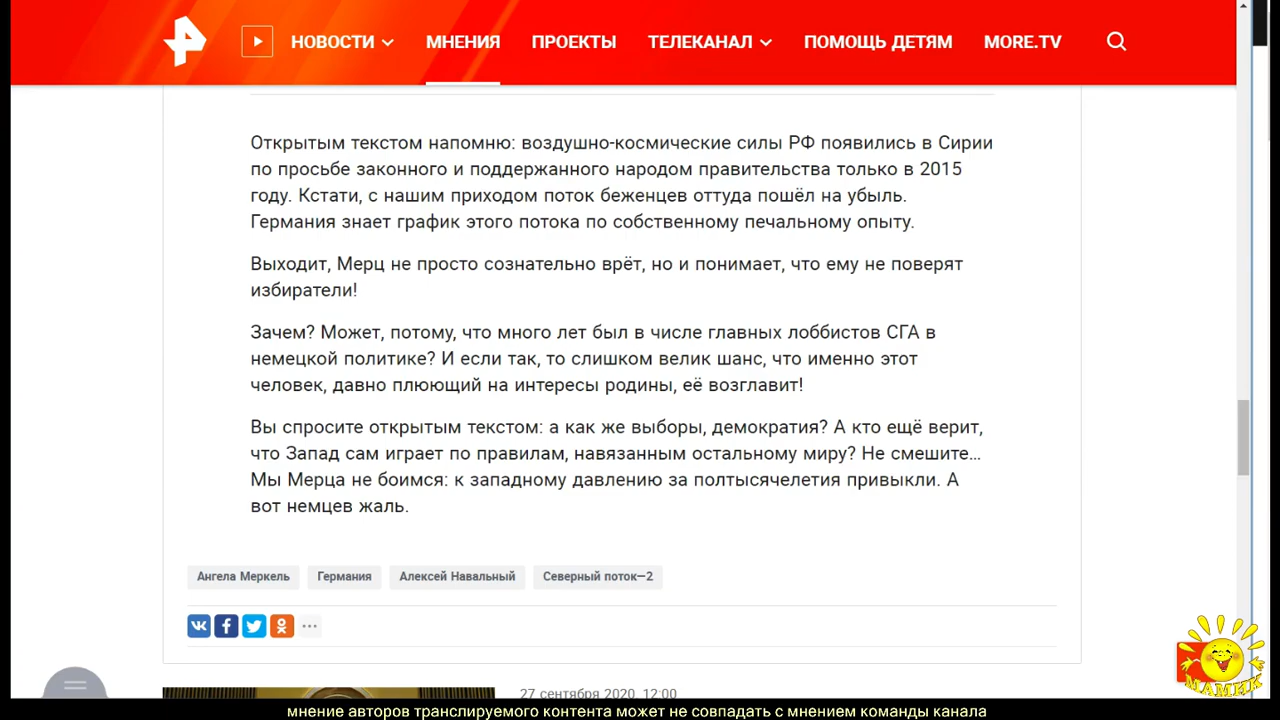 НОВОСТИ МНЕНИЯ ПРОЕКТЫ ТЕЛЕКАНАЛ ПОМОЩЬ ДЕТЯМ MORE.TV
Открытым текстом напомню: воздушно-космические силы РФ появились в Сирии
по просьбе законного и поддержанного народом правительства только в 2015
году. Кстати, с нашим приходом поток беженцев оттуда пошёл на убыль.
Германия знает график этого потока по собственному печальному опыту.
Выходит, Мерц не просто сознательно врёт, но и понимает, что ему не поверят
избиратели!
Зачем? Может, потому, что много лет был в числе главных лоббистов СГА в
немецкой политике? И если так, то слишком велик шанс, что именно этот
человек, давно плюющий на интересы родины, её возглавит!
Вы спросите открытым текстом: а как же выборы, демократия? А кто ещё верит,
что Запад сам играет по правилам, навязанным остальному миру? Не смешите…
Мы Мерца не боимся: к западному давлению за полтысячелетия привыкли. А
вот немцев жаль.
Ангела Меркель Германия Алексей Навальный Северный поток—2
27 сентября 2020, 12:00
МАМИК
мнение авторов транслируемого контента может не совпадать с мнением команды канала